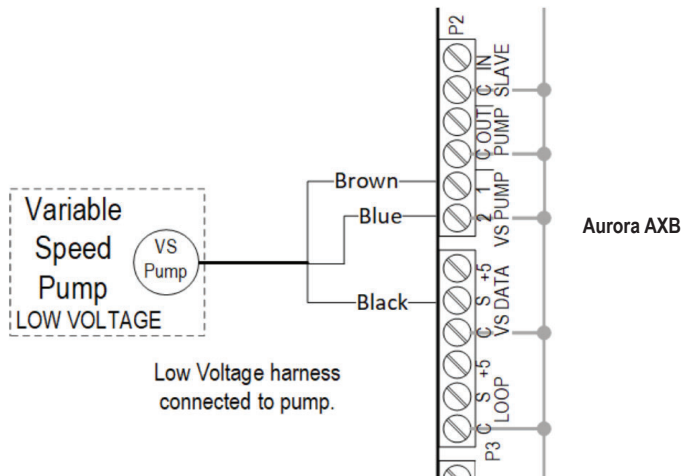 P2
IN
C
SLAVE
OUT
C
PUMP
1
2
VS PUMP
+5
S
C
VS DATA
+5
S
C
LOOP
P3
Brown
Blue
Black
Variable
Speed
Pump
LOW VOLTAGE
VS
Pump
Low Voltage harness
connected to pump.
Aurora AXB